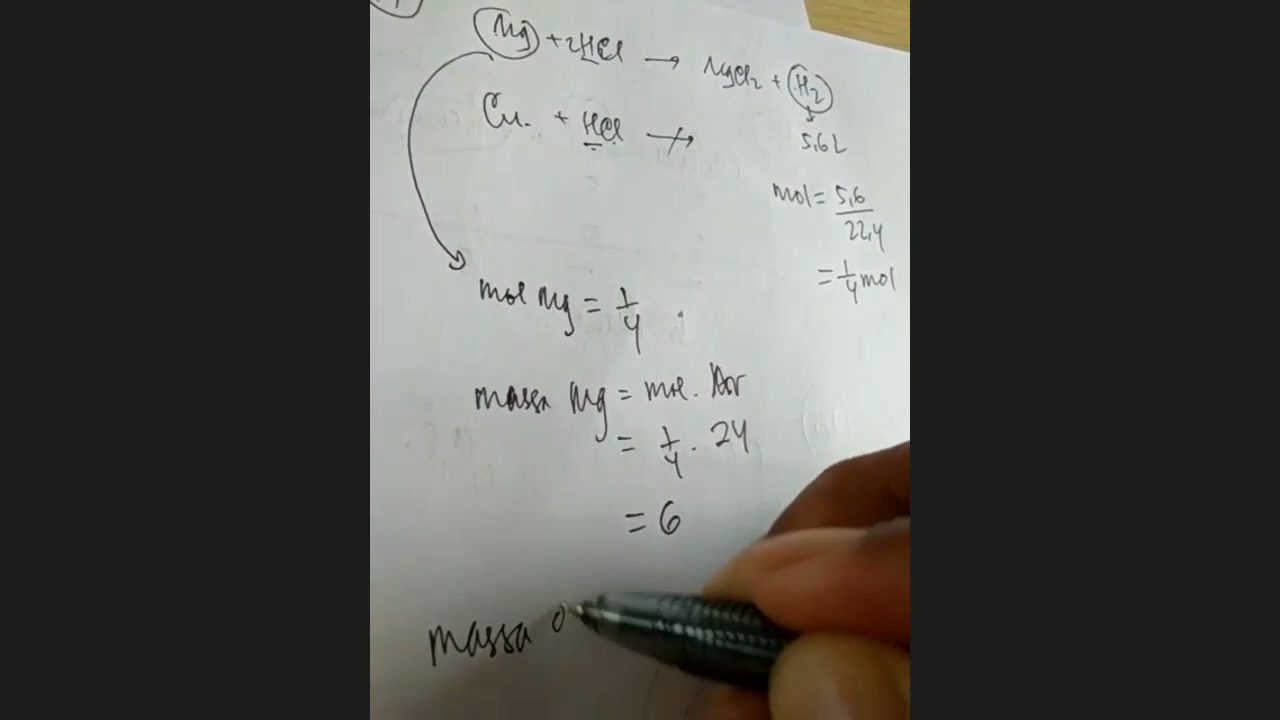 Mg + 2HCl → MgCl2 + H2
5,6 L
Cu + HCl ↛
mol = 5,6/22,4
= 1/4 mol
mol Mg = 1/4
massa Mg = mol . Ar
= 1/4 . 24
= 6
massa